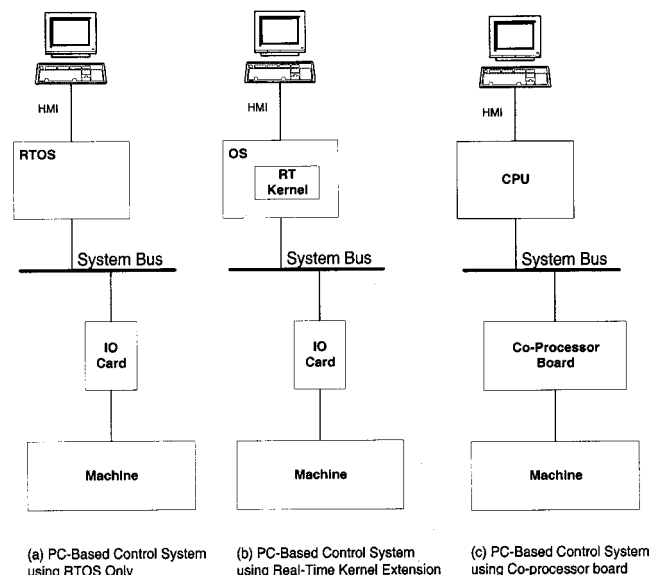 HMI
RTOS
System Bus
IO
Card
Machine
(a) PC-Based Control System
using RTOS Only
HMI
OS
RT
Kernel
System Bus
IO
Card
Machine
(b) PC-Based Control System
using Real-Time Kernel Extension
HMI
CPU
System Bus
Co-Processor
Board
Machine
(c) PC-Based Control System
using Co-processor board